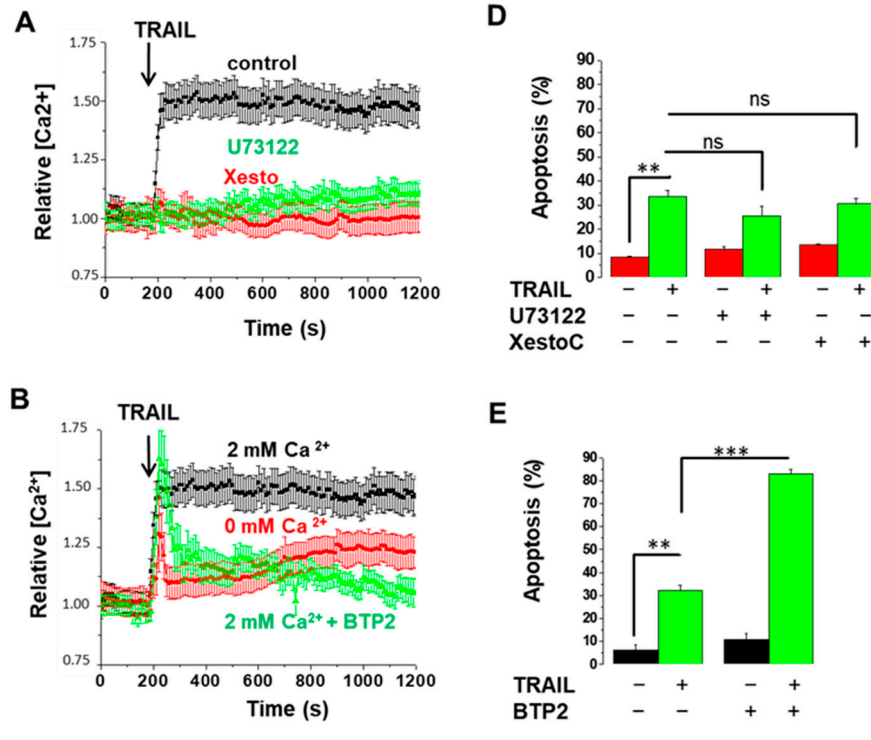 A
TRAIL
1.75
1.50
1.25
1.00
0.75
Relative [Ca2+]
control
U73122
Xesto
0 200 400 600 800 1000 1200
Time (s)
B
TRAIL
1.75
1.50
1.25
1.00
0.75
Relative [Ca²⁺]
2 mM Ca ²⁺
0 mM Ca ²⁺
2 mM Ca²⁺ + BTP2
0 200 400 600 800 1000 1200
Time (s)
D
Apoptosis (%)
90
80
70
60
50
40
30
20
10
0
ns
ns
**
TRAIL – + – + – +
U73122 – – + + – –
XestoC – – – – + +
E
Apoptosis (%)
90
80
70
60
50
40
30
20
10
0
***
**
TRAIL – + – +
BTP2 – – + +